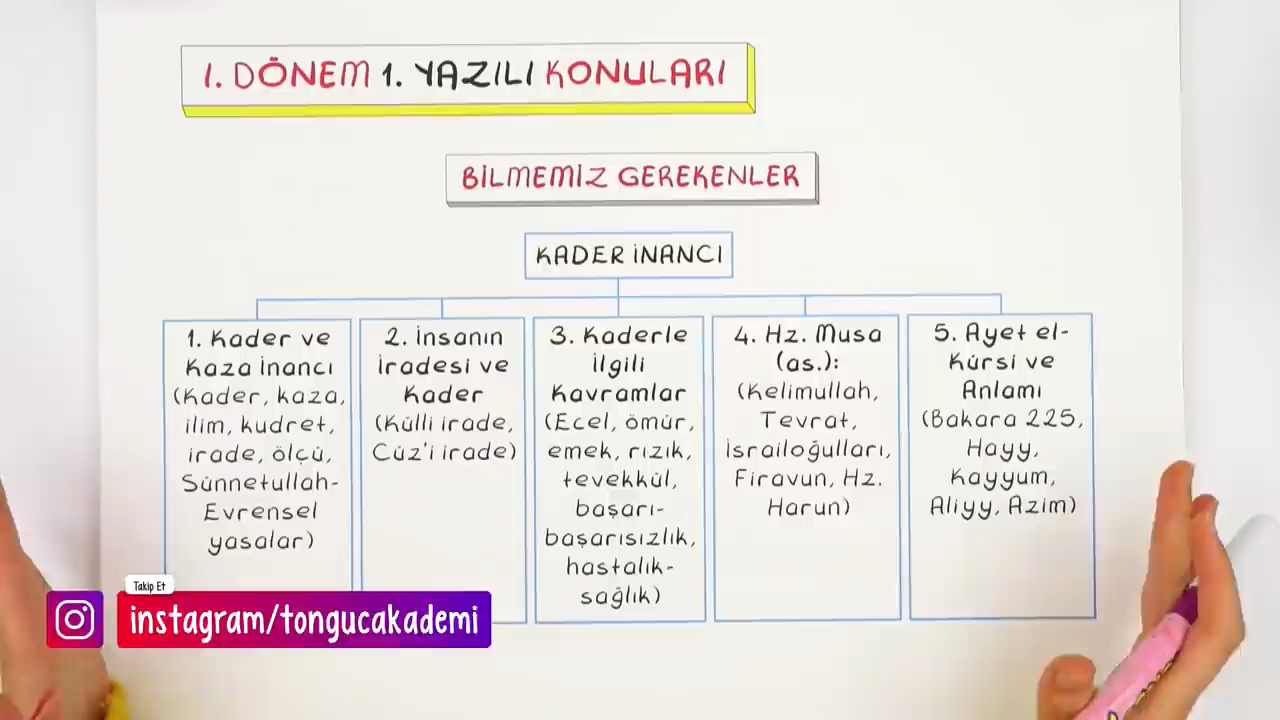 1. DÖNEM 1. YAZILI KONULARI
BİLMEMİZ GEREKENLER
KADER İNANCI
1. Kader ve
Kaza İnancı
(Kader, kaza,
ilim, kudret,
irade, ölçü,
Sünnetullah-
Evrensel
yasalar)
2. İnsanın
İradesi ve
Kader
(Külli irade,
Cüz'i irade)
3. Kaderle
İlgili
Kavramlar
(Ecel, ömür,
emek, rızık,
tevekkül,
başarı-
başarısızlık,
hastalık-
sağlık)
4. Hz. Musa
(as.):
(Kelimullah,
Tevrat,
İsrailoğulları,
Firavun, Hz.
Harun)
5. Ayet el-
Kürsi ve
Anlamı
(Bakara 225,
Hayy,
Kayyum,
Aliyy, Azim)
Takip Et
instagram/tongucakademi